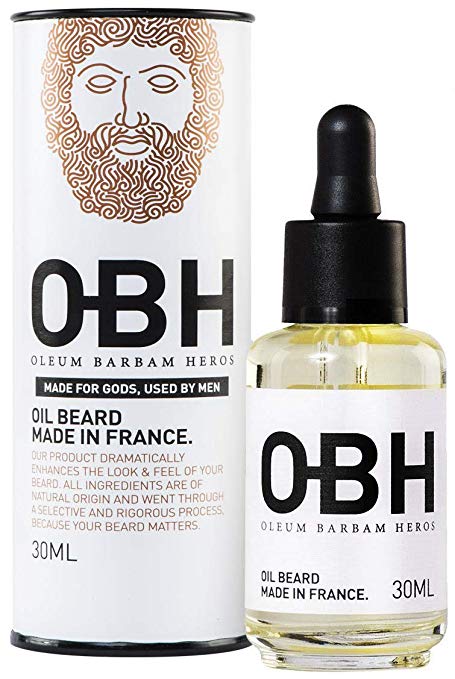 OBH
OLEUM BARBAM HEROS
MADE FOR GODS, USED BY MEN
OIL BEARD
MADE IN FRANCE.
OUR PRODUCT DRAMATICALLY
ENHANCES THE LOOK & FEEL OF YOUR
BEARD. ALL INGREDIENTS ARE OF
NATURAL ORIGIN AND WENT THROUGH
A SELECTIVE AND RIGOROUS PROCESS,
BECAUSE YOUR BEARD MATTERS.
30ML
OBH
OLEUM BARBAM HEROS
OIL BEARD
MADE IN FRANCE. 30ML